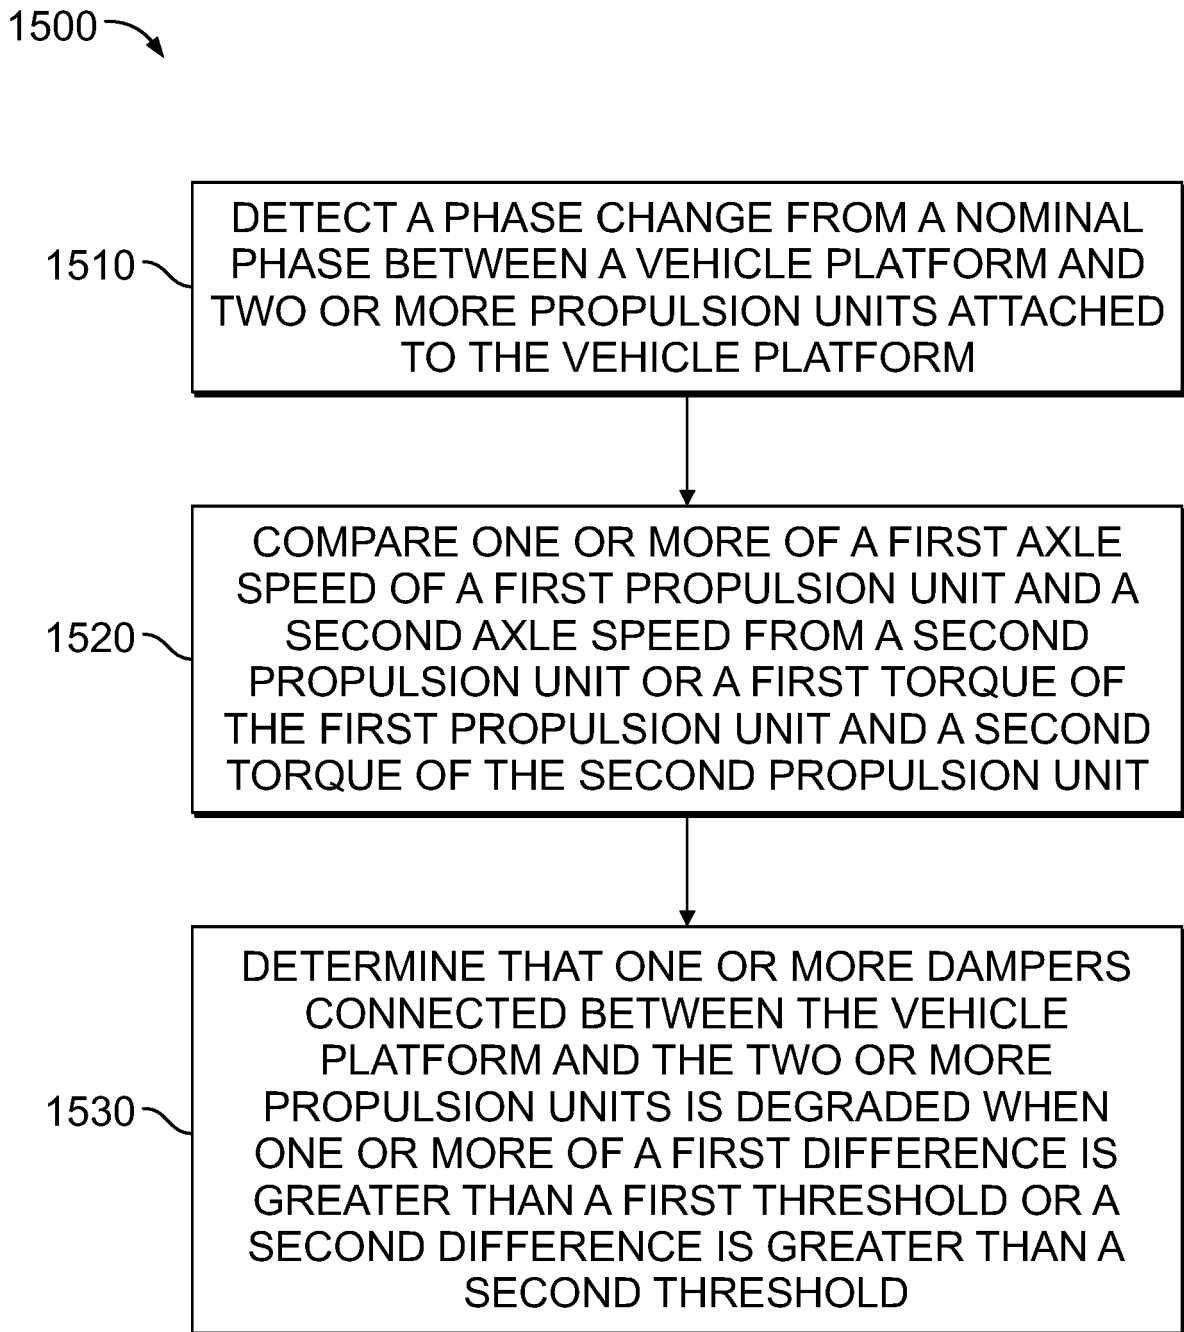 1500
1510
DETECT A PHASE CHANGE FROM A NOMINAL
PHASE BETWEEN A VEHICLE PLATFORM AND
TWO OR MORE PROPULSION UNITS ATTACHED
TO THE VEHICLE PLATFORM
1520
COMPARE ONE OR MORE OF A FIRST AXLE
SPEED OF A FIRST PROPULSION UNIT AND A
SECOND AXLE SPEED FROM A SECOND
PROPULSION UNIT OR A FIRST TORQUE OF
THE FIRST PROPULSION UNIT AND A SECOND
TORQUE OF THE SECOND PROPULSION UNIT
1530
DETERMINE THAT ONE OR MORE DAMPERS
CONNECTED BETWEEN THE VEHICLE
PLATFORM AND THE TWO OR MORE
PROPULSION UNITS IS DEGRADED WHEN
ONE OR MORE OF A FIRST DIFFERENCE IS
GREATER THAN A FIRST THRESHOLD OR A
SECOND DIFFERENCE IS GREATER THAN A
SECOND THRESHOLD